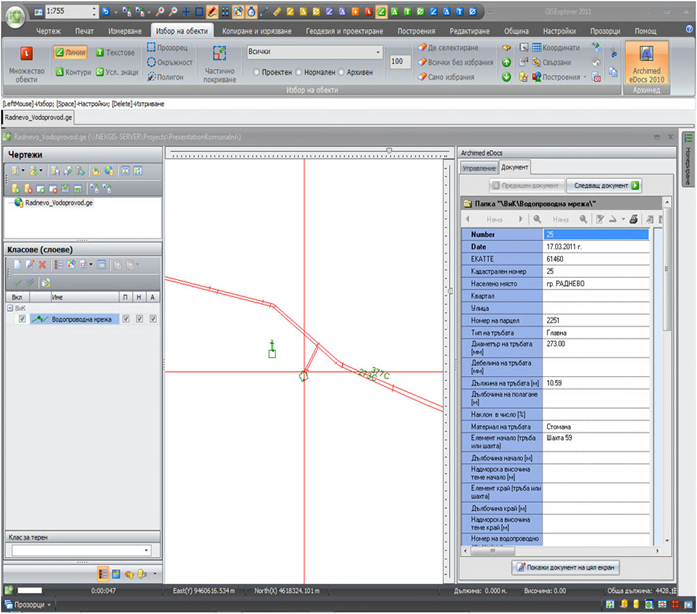 1:755
GISExplorer 2011
Чертеж Печат Измерване Избор на обекти Копиране и изрязване Геодезия и проектиране Построения Редактиране Община Настройки Прозорци Помощ
Множество обекти
Линии
Текстове
Контури
Усл. знаци
Прозорец
Окръжност
Полигон
Частично покриване
Всички
Проектен Нормален Архивен
100
Де селектиране
Всички без избрани
Само избрани
Координати
Свързани
Построения
Archimed eDocs 2010
Избор на обекти
Архимед
[LeftMouse]-Избор; [Space]-Настройки; [Delete]-Изтриване
Radnevo_Vodoprovod.ge
Radnevo_Vodoprovod.ge (\\NEXGIS-SERVER\Projects\PresentationKomunalni\)
Чертежи
Radnevo_Vodoprovod.ge
Класове (слоеве)
Вкл Име П Н А
ВиК
Водопроводна мрежа
Клас за терен
377C
Archimed eDocs
Управление Документ
Предишен документ Следващ документ
Папка "\ВиК\Водопроводна мрежа\"
Няма Няма
Number 25
Date 17.03.2011 г.
ЕКАТТЕ 61460
Кадастрален номер 25
Населено място гр. РАДНЕВО
Квартал
Улица
Номер на парцел 2251
Тип на тръбата Главна
Диаметър на тръбата [мм] 273.00
Дебелина на тръбата [мм]
Дължина на тръбата [м] 10.59
Дълбочина на полагане [м]
Наклон в число [%]
Материал на тръбата Стомана
Елемент начало (тръба или шахта) Шахта 59
Дълбочина начало [м]
Надморска височина теме начало [м]
Елемент край (тръба или шахта)
Дълбочина край [м]
Надморска височина теме край [м]
Номер на водопроводно
Покажи документ на цял екран
0:00:047
East(Y) 9460616.534 m
North(X) 4618324.101 m
Дължина: 0.000 м.
Височина: 0.00
Обща дължина: 4428.
Прозорци